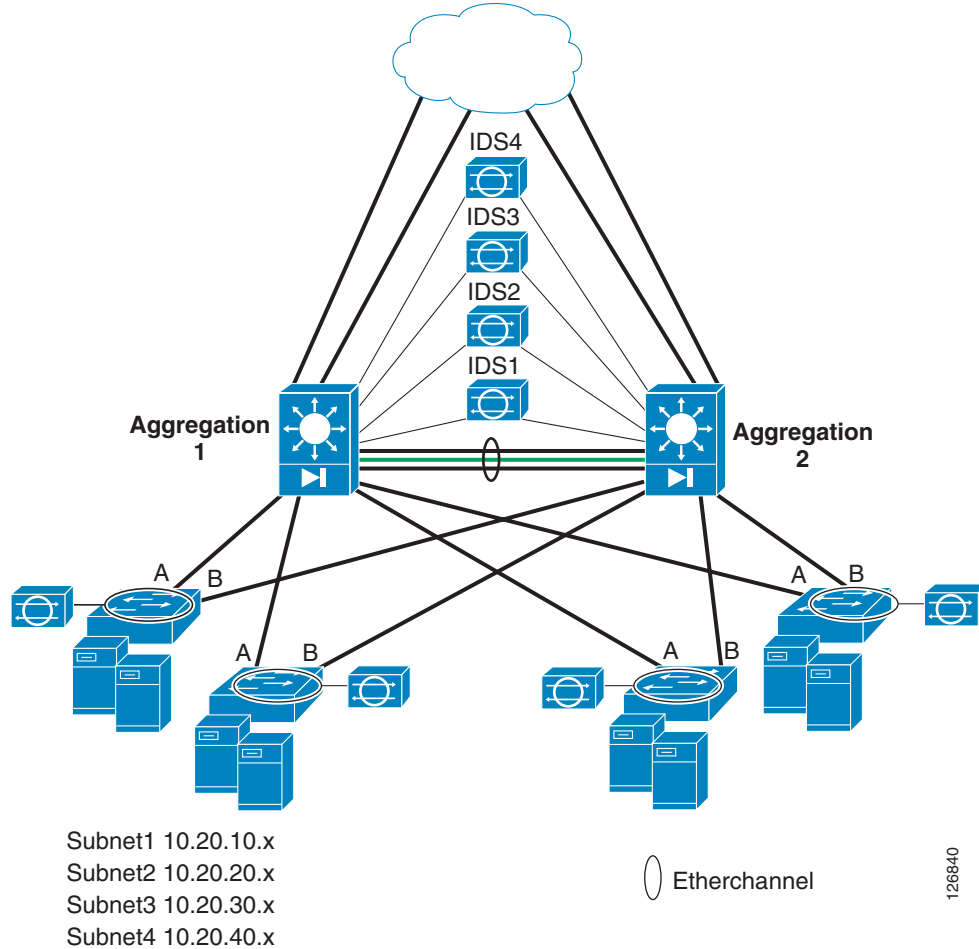 IDS4
IDS3
IDS2
IDS1
Aggregation
1
Aggregation
2
A
B
A
B
A
B
A
B
Subnet1 10.20.10.x
Subnet2 10.20.20.x
Subnet3 10.20.30.x
Subnet4 10.20.40.x
Etherchannel
126840